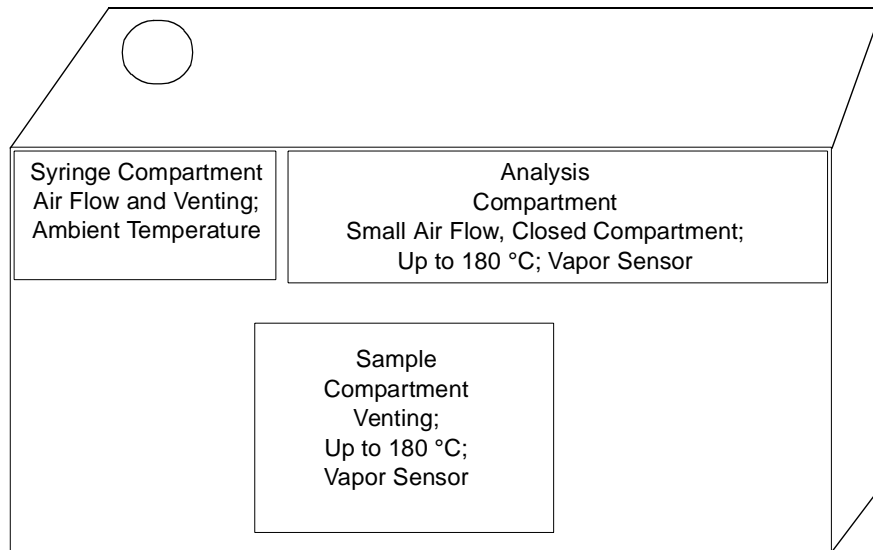 Syringe Compartment
Air Flow and Venting;
Ambient Temperature
Analysis
Compartment
Small Air Flow, Closed Compartment;
Up to 180 °C; Vapor Sensor
Sample
Compartment
Venting;
Up to 180 °C;
Vapor Sensor